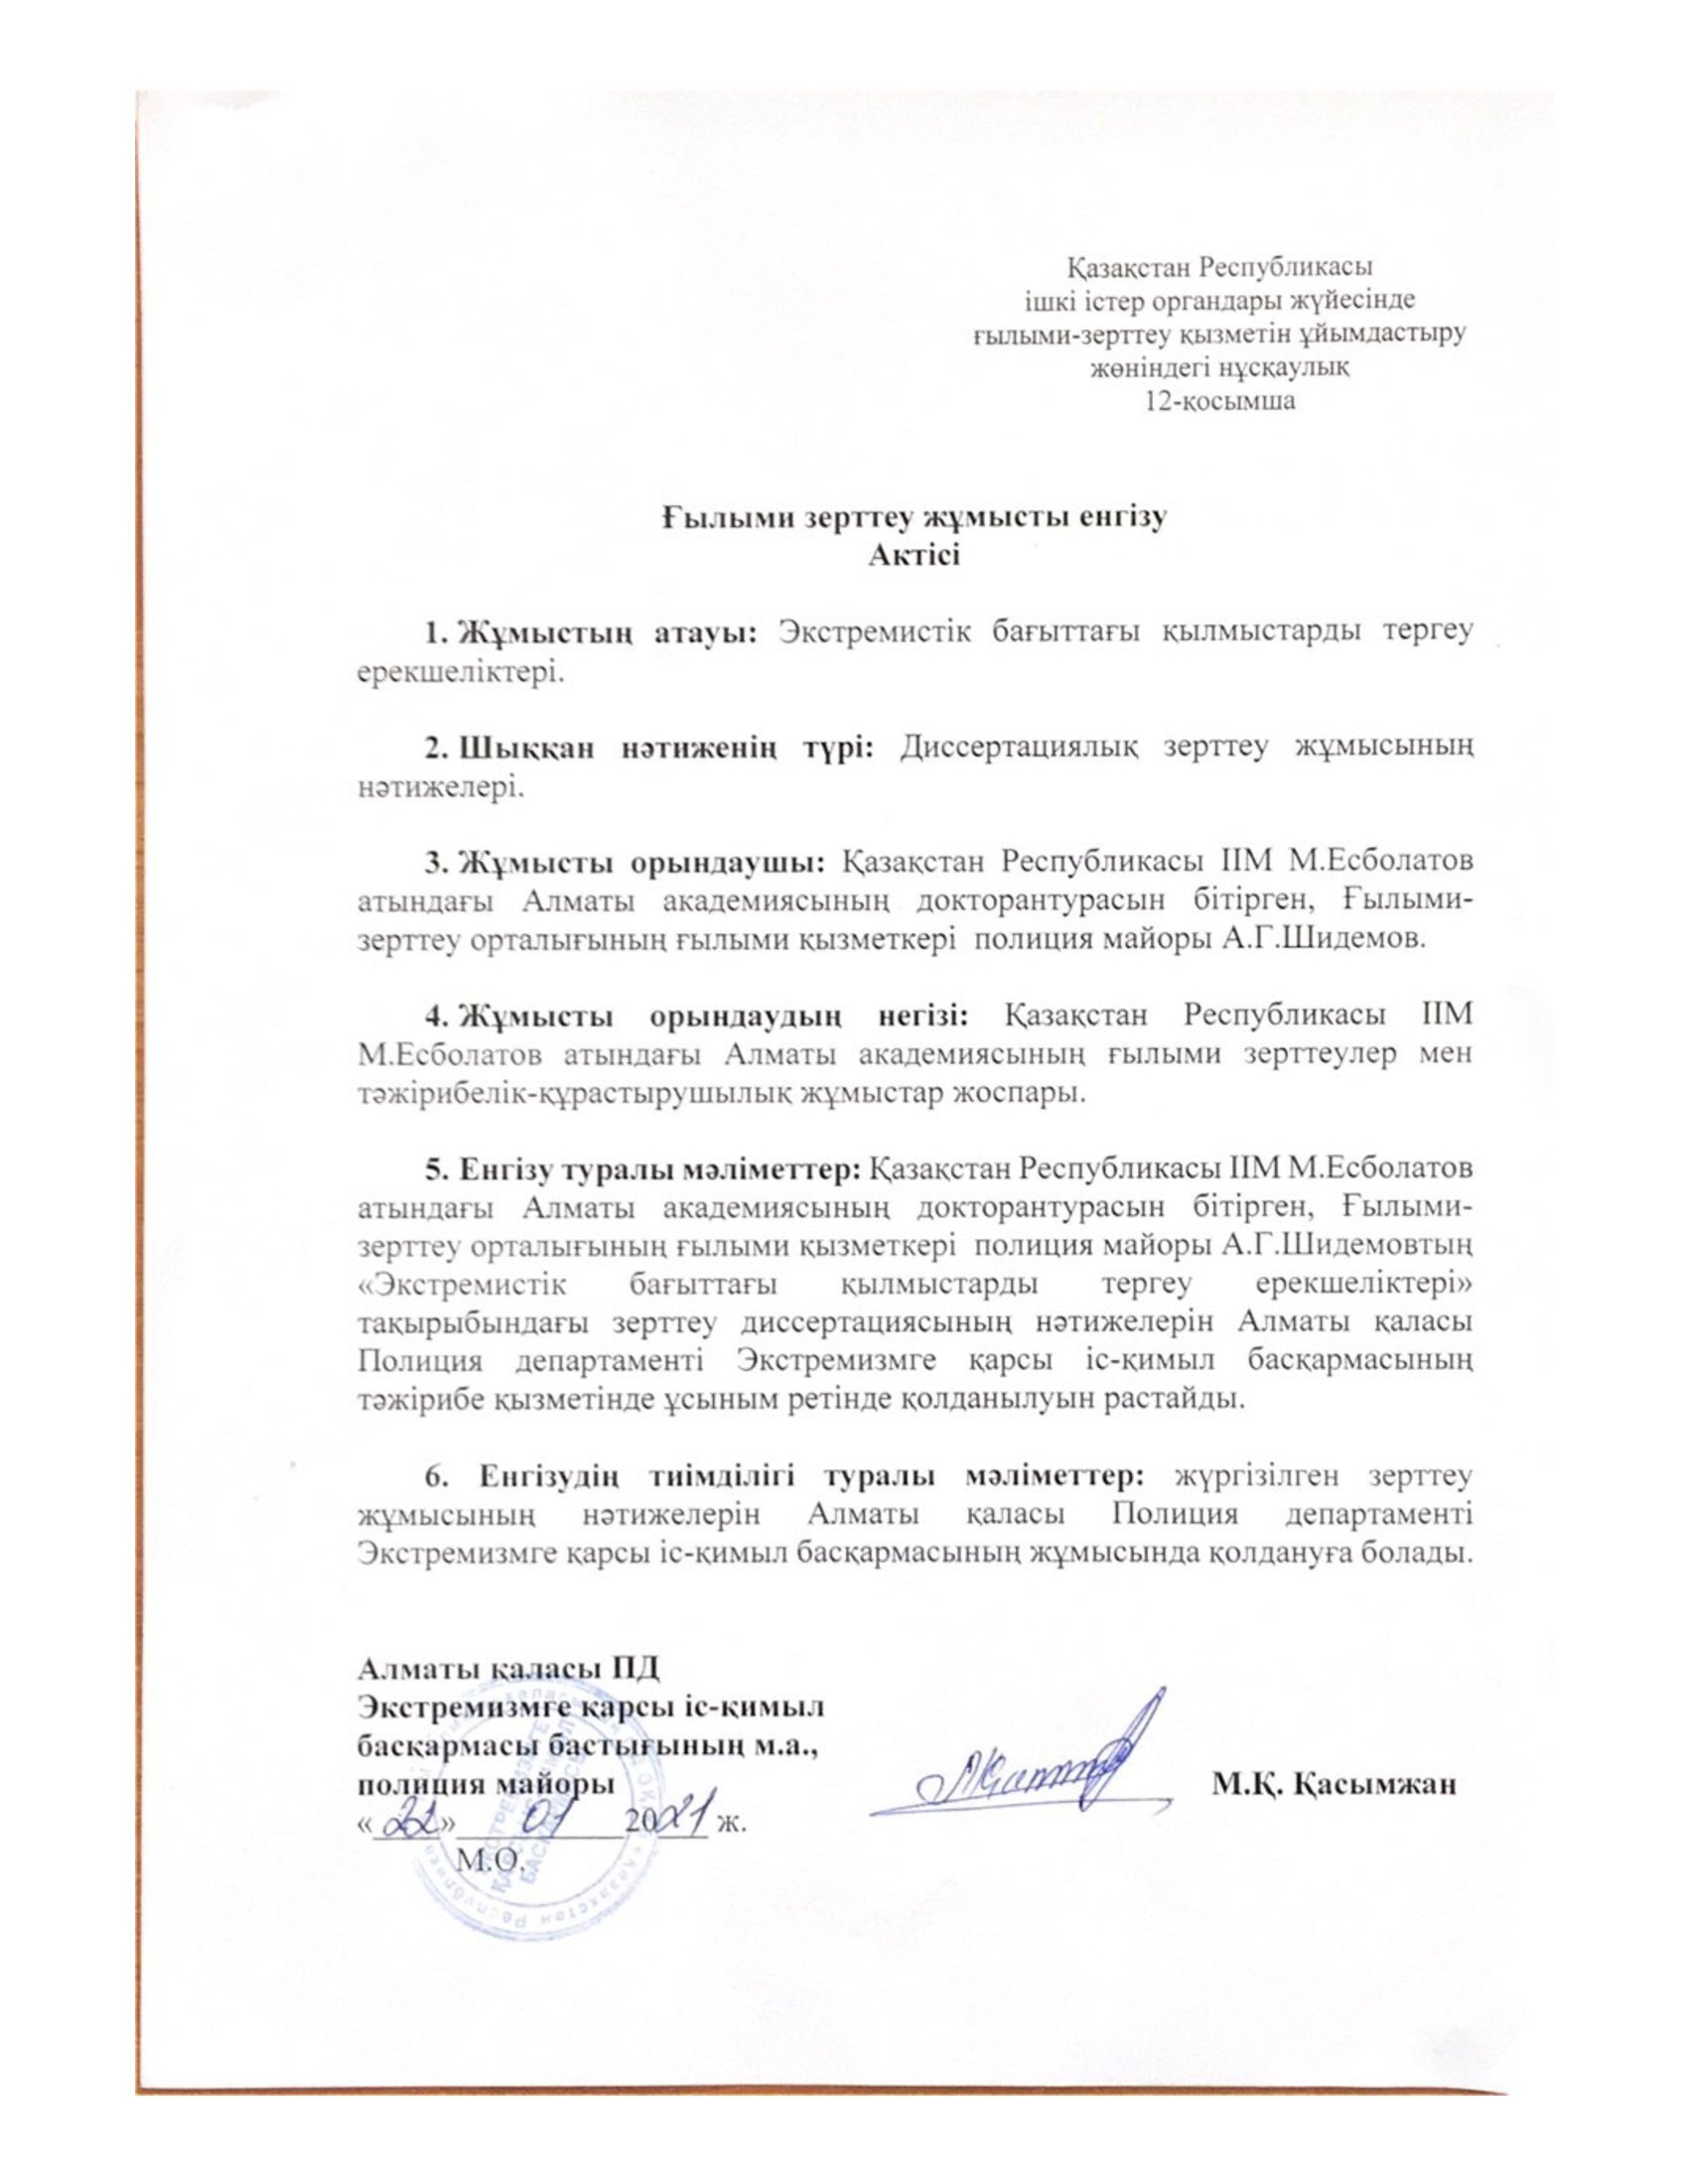 Қазақстан Республикасы
ішкі істер органдары жүйесінде
ғылыми-зерттеу қызметін ұйымдастыру
жөніндегі нұсқаулық
12-қосымша
Ғылыми зерттеу жұмысты енгізу
Актісі
1. Жұмыстың атауы: Экстремистік бағыттағы қылмыстарды тергеу
ерекшеліктері.
2. Шыққан нәтиженің түрі: Диссертациялық зерттеу жұмысының
нәтижелері.
3. Жұмысты орындаушы: Қазақстан Республикасы ІІМ М.Есболатов
атындағы Алматы академиясының докторантурасын бітірген, Ғылыми-
зерттеу орталығының ғылыми қызметкері полиция майоры А.Г.Шидемов.
4. Жұмысты орындаудың негізі: Қазақстан Республикасы ІІМ
М.Есболатов атындағы Алматы академиясының ғылыми зерттеулер мен
тәжірибелік-құрастырушылық жұмыстар жоспары.
5. Енгізу туралы мәліметтер: Қазақстан Республикасы ІІМ М.Есболатов
атындағы Алматы академиясының докторантурасын бітірген, Ғылыми-
зерттеу орталығының ғылыми қызметкері полиция майоры А.Г.Шидемовтың
«Экстремистік бағыттағы қылмыстарды тергеу ерекшеліктері»
тақырыбындағы зерттеу диссертациясының нәтижелерін Алматы қаласы
Полиция департаменті Экстремизмге қарсы іс-қимыл басқармасының
тәжірибе қызметінде ұсыным ретінде қолданылуын растайды.
6. Енгізудің тиімділігі туралы мәліметтер: жүргізілген зерттеу
жұмысының нәтижелерін Алматы қаласы Полиция департаменті
Экстремизмге қарсы іс-қимыл басқармасының жұмысында қолдануға болады.
Алматы қаласы ПД
Экстремизмге қарсы іс-қимыл
басқармасы бастығының м.а.,
полиция майоры
М.Қ. Қасымжан
«22» 01 2021 ж.
М.О.